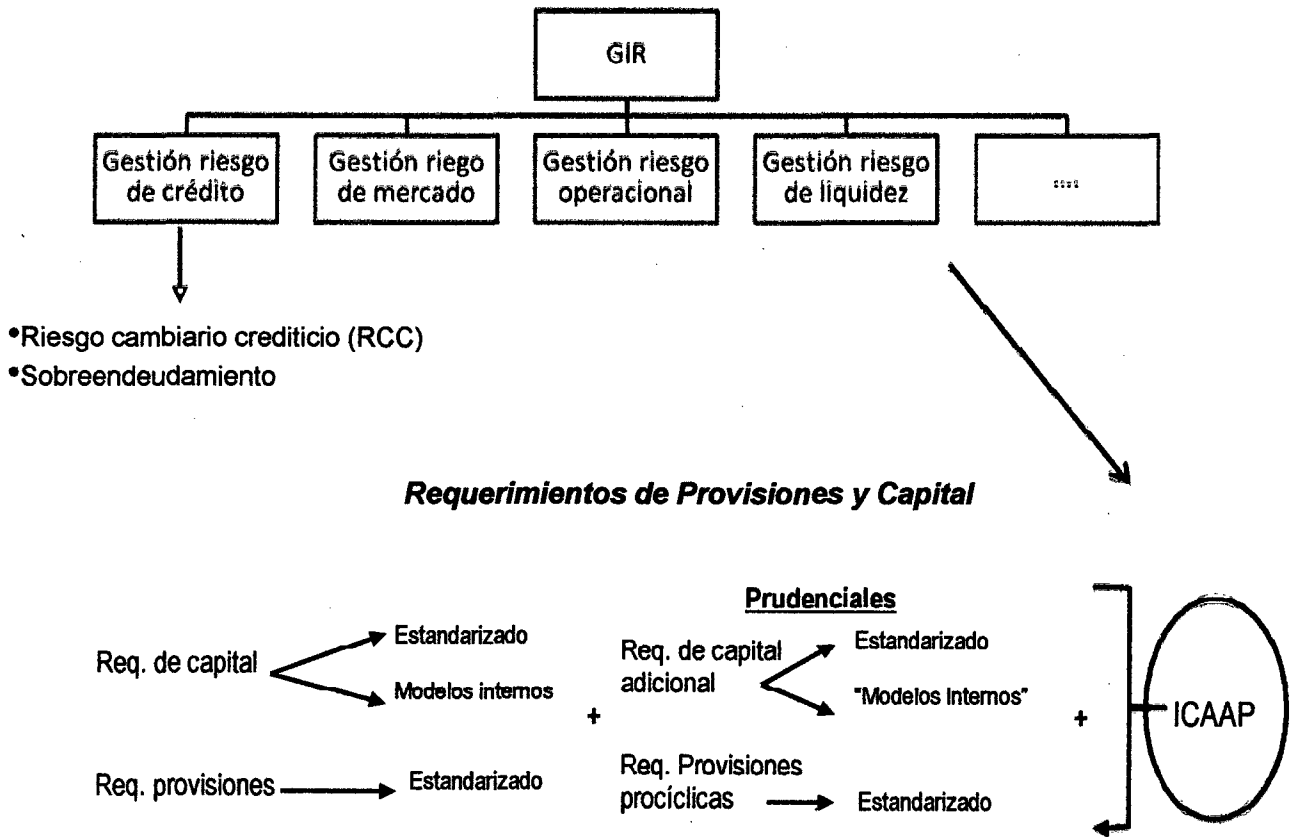 GIR
Gestión riesgo
de crédito
Gestión riego
de mercado
Gestión riesgo
operacional
Gestión riesgo
de liquidez
....
•Riesgo cambiario crediticio (RCC)
•Sobreendeudamiento
Requerimientos de Provisiones y Capital
Prudenciales
Req. de capital
Estandarizado
Modelos internos
+
Req. de capital
adicional
Estandarizado
"Modelos Internos"
+
ICAAP
Req. provisiones
Estandarizado
Req. Provisiones
procíclicas
Estandarizado